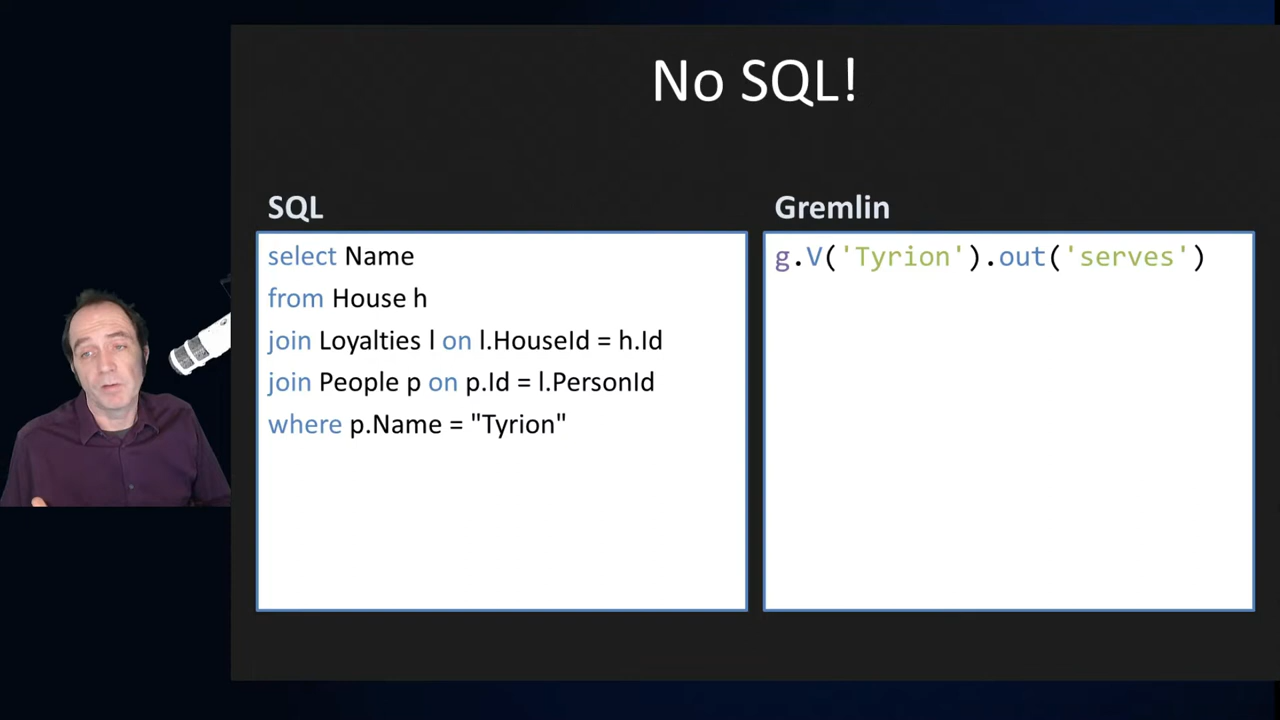 No SQL!
SQL
select Name
from House h
join Loyalties l on l.HouseId = h.Id
join People p on p.Id = l.PersonId
where p.Name = "Tyrion"
Gremlin
g.V('Tyrion').out('serves')